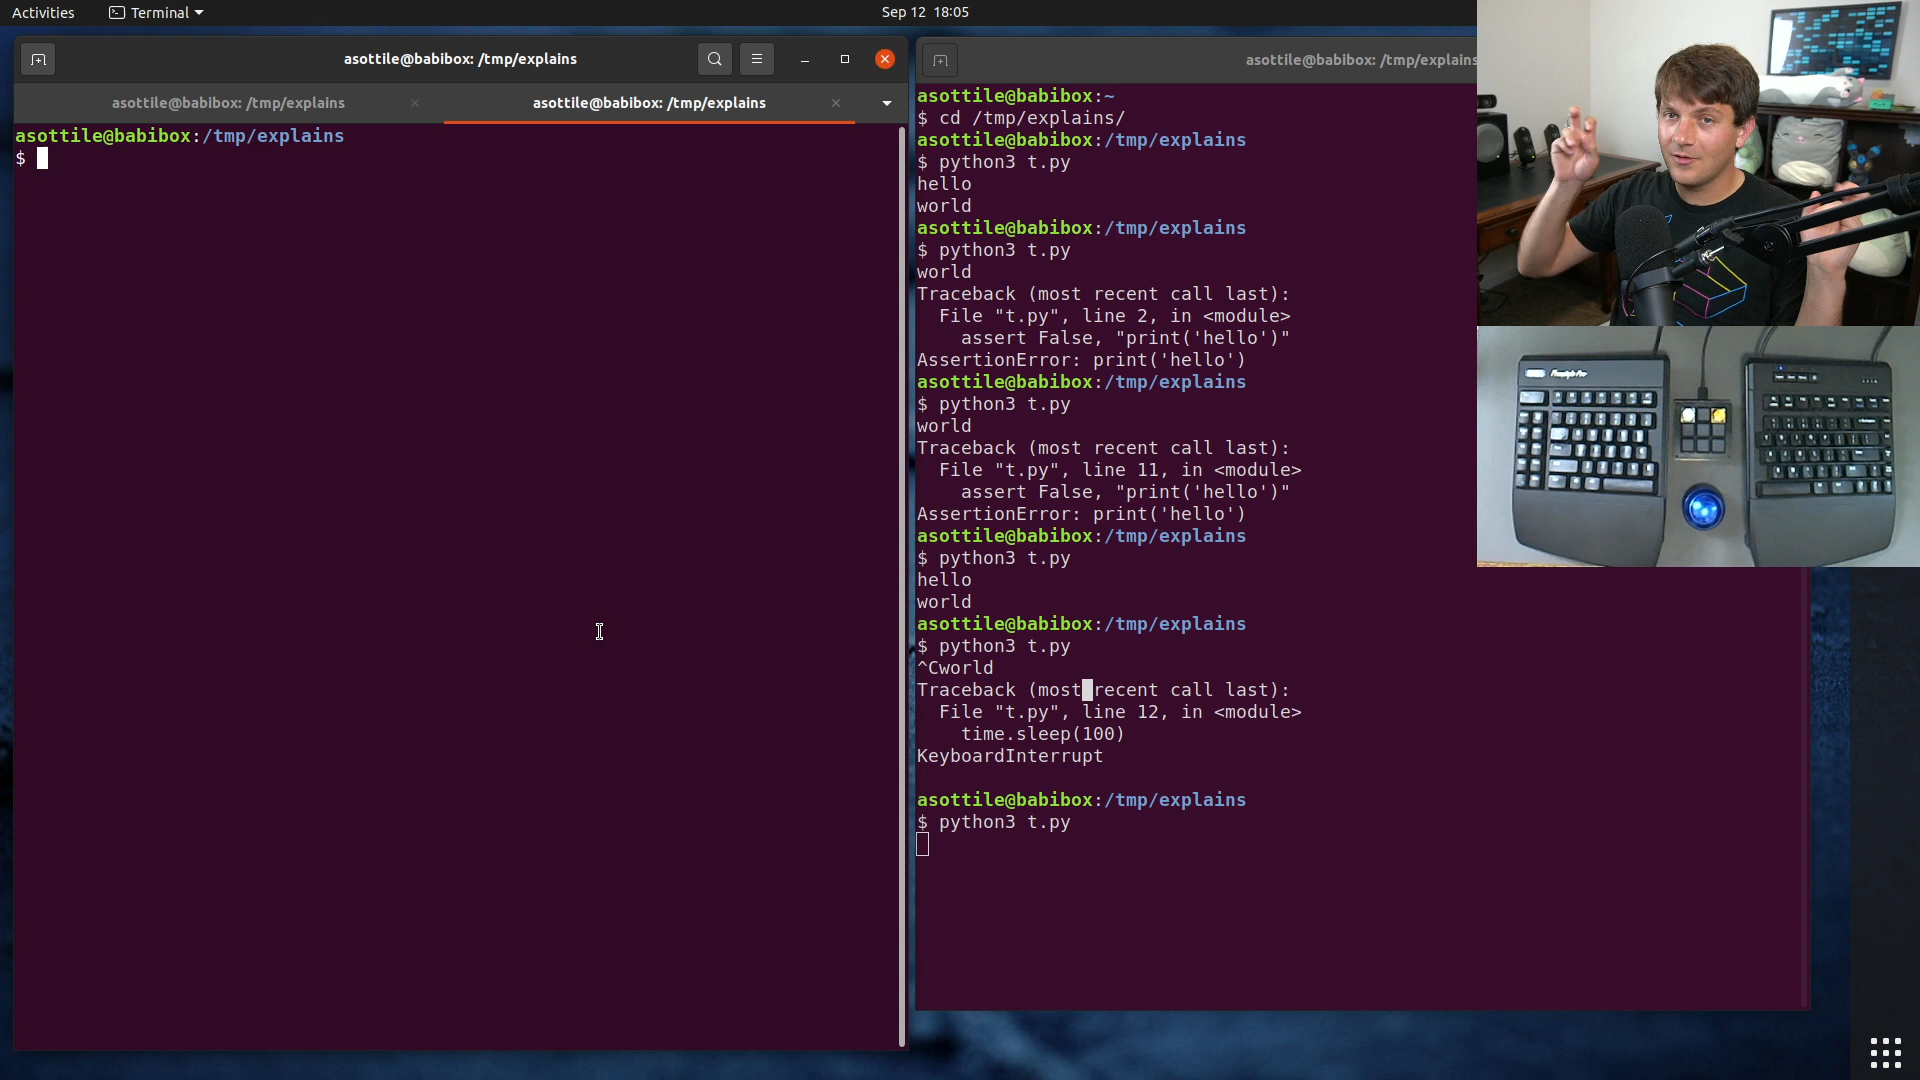 Activities
Terminal
Sep 12 18:05
asottile@babibox: /tmp/explains
asottile@babibox: /tmp/explains
asottile@babibox: /tmp/explains
asottile@babibox:/tmp/explains
$
asottile@babibox: /tmp/explains
asottile@babibox:~
$ cd /tmp/explains/
asottile@babibox:/tmp/explains
$ python3 t.py
hello
world
asottile@babibox:/tmp/explains
$ python3 t.py
world
Traceback (most recent call last):
  File "t.py", line 2, in <module>
    assert False, "print('hello')"
AssertionError: print('hello')
asottile@babibox:/tmp/explains
$ python3 t.py
world
Traceback (most recent call last):
  File "t.py", line 11, in <module>
    assert False, "print('hello')"
AssertionError: print('hello')
asottile@babibox:/tmp/explains
$ python3 t.py
hello
world
asottile@babibox:/tmp/explains
$ python3 t.py
^Cworld
Traceback (most recent call last):
  File "t.py", line 12, in <module>
    time.sleep(100)
KeyboardInterrupt
asottile@babibox:/tmp/explains
$ python3 t.py